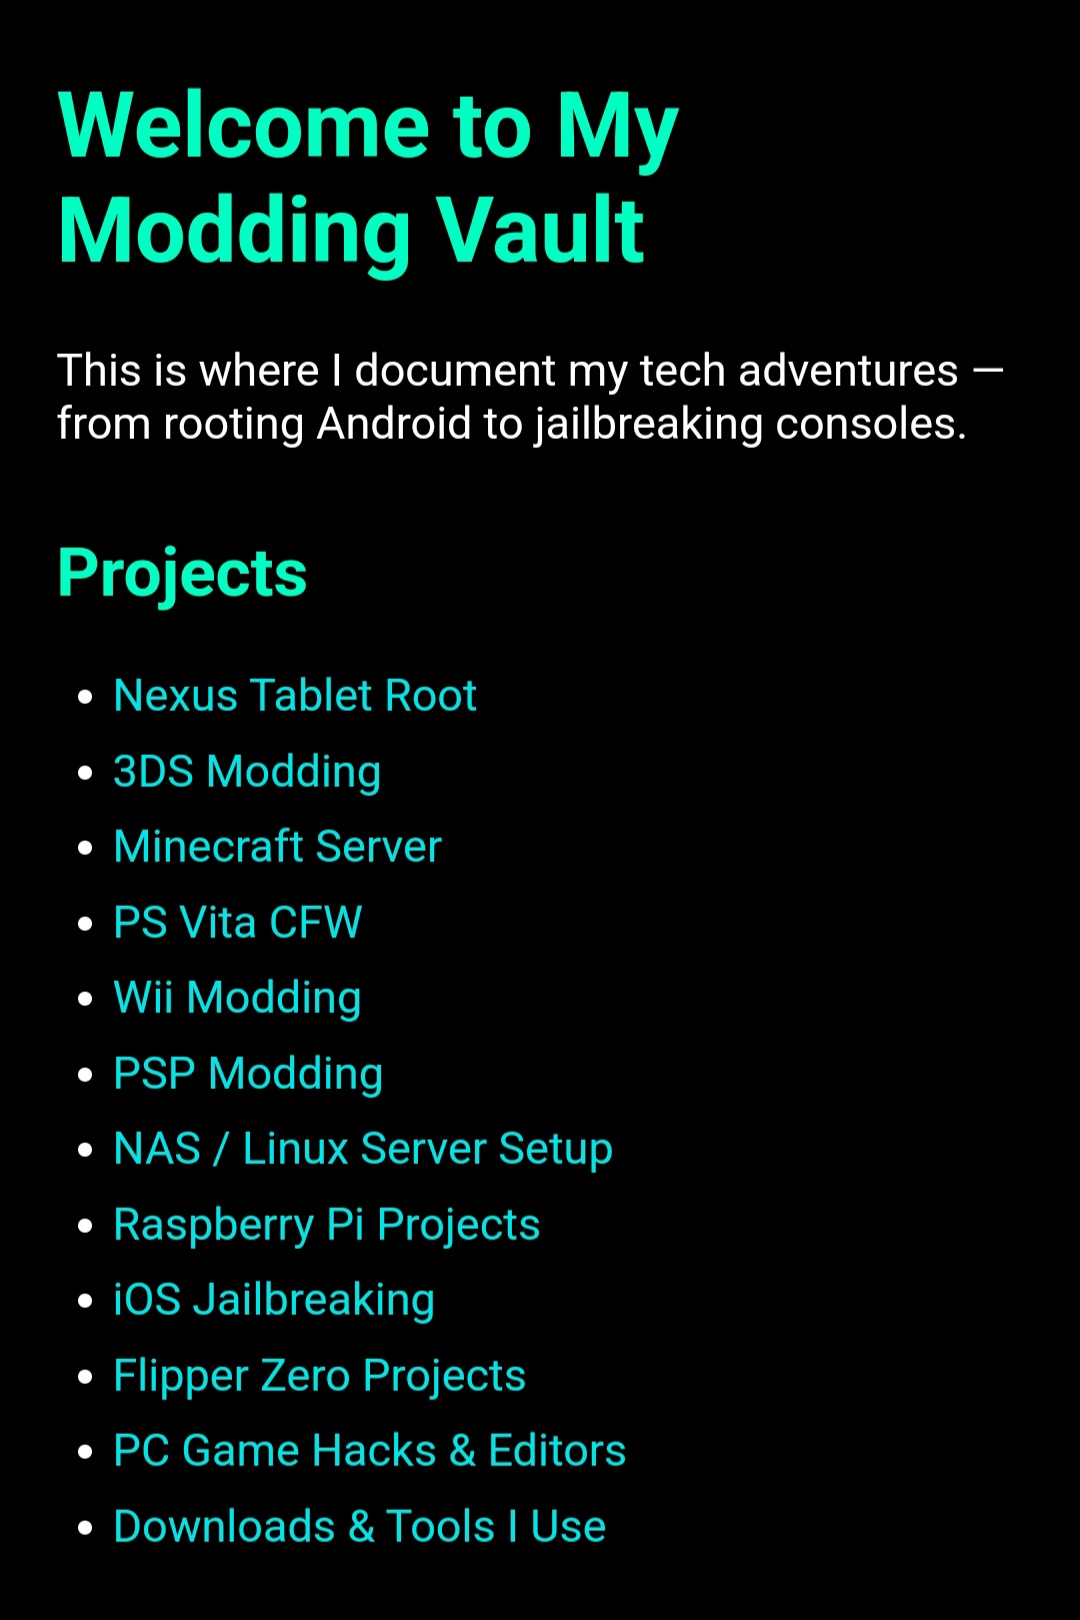 Welcome to My
Modding Vault
This is where I document my tech adventures —
from rooting Android to jailbreaking consoles.
Projects
Nexus Tablet Root
3DS Modding
Minecraft Server
PS Vita CFW
Wii Modding
PSP Modding
NAS / Linux Server Setup
Raspberry Pi Projects
iOS Jailbreaking
Flipper Zero Projects
PC Game Hacks & Editors
Downloads & Tools I Use